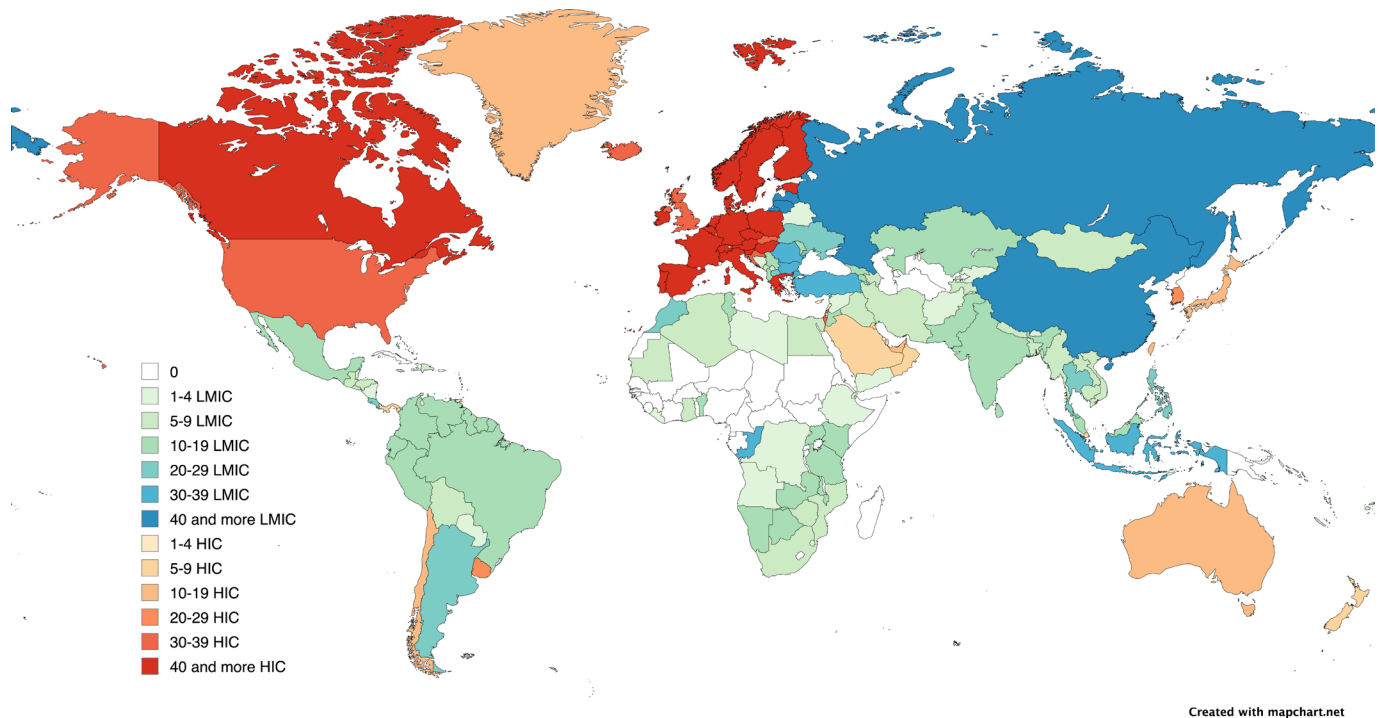 0
1-4 LMIC
5-9 LMIC
10-19 LMIC
20-29 LMIC
30-39 LMIC
40 and more LMIC
1-4 HIC
5-9 HIC
10-19 HIC
20-29 HIC
30-39 HIC
40 and more HIC
Created with mapchart.net